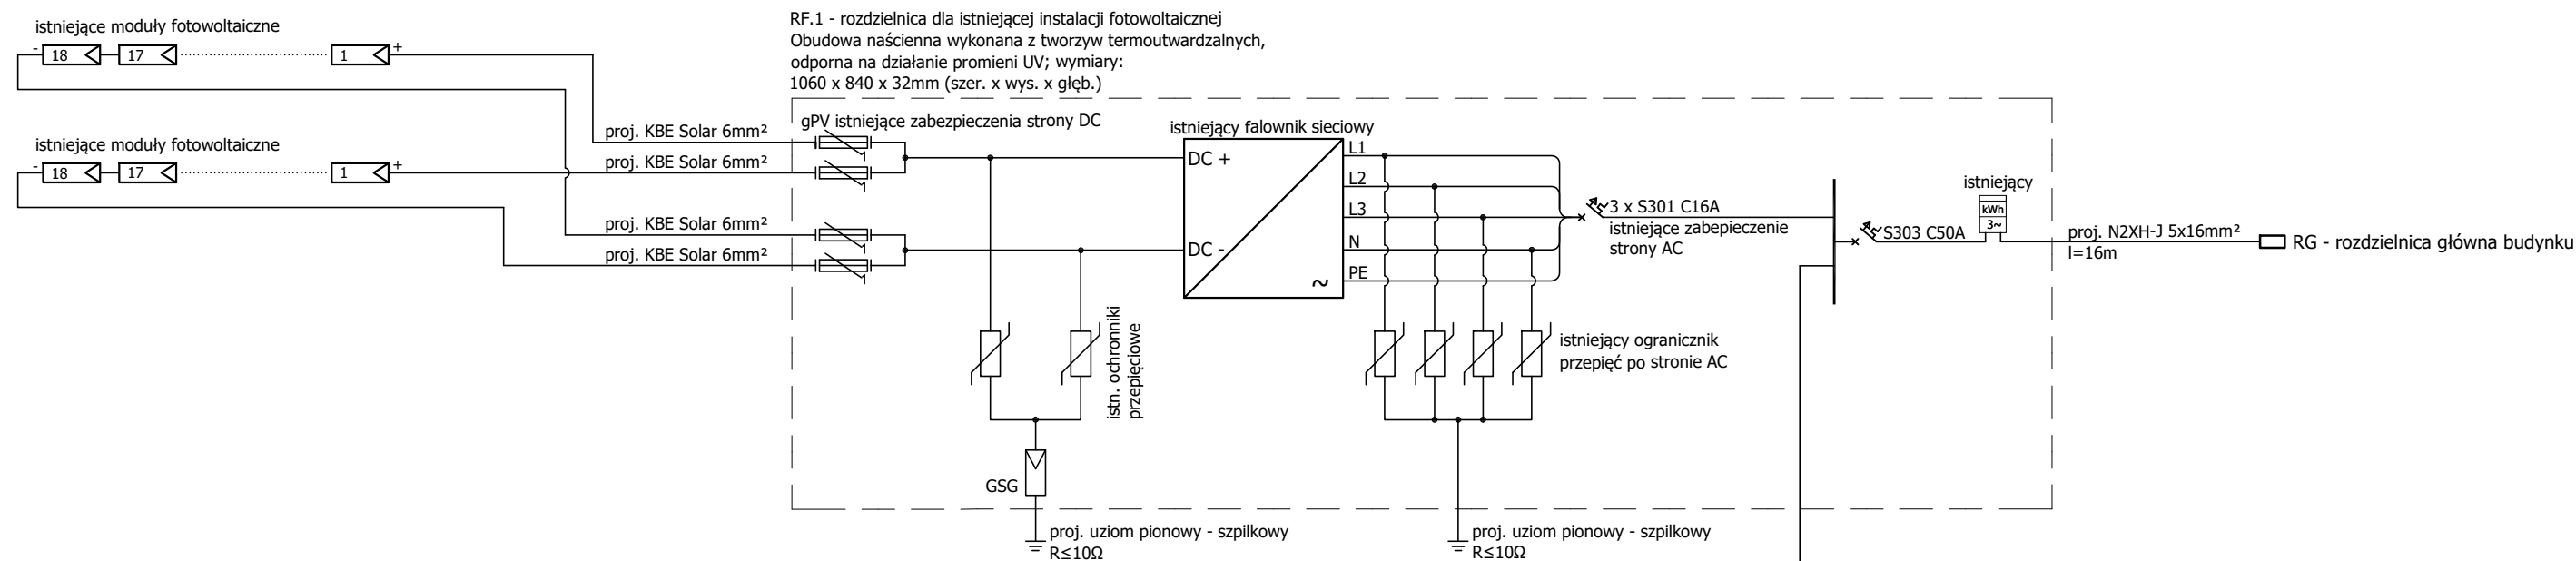 RF.1 - rozdzielnica dla istniejącej instalacji fotowoltaicznej
Obudowa naścienna wykonana z tworzyw termoutwardzalnych,
odporna na działanie promieni UV; wymiary:
1060 x 840 x 32mm (szer. x wys. x głęb.)
istniejące moduły fotowoltaiczne
- 18 17 1 +
istniejące moduły fotowoltaiczne
- 18 17 1 +
proj. KBE Solar 6mm²
proj. KBE Solar 6mm²
proj. KBE Solar 6mm²
proj. KBE Solar 6mm²
gPV istniejące zabezpieczenia strony DC
istniejący falownik sieciowy
DC +
DC -
~
L1
L2
L3
N
PE
3 x S301 C16A
istniejące zabepieczenie
strony AC
S303 C50A
istniejący
kWh
3~
proj. N2XH-J 5x16mm²
l=16m
RG - rozdzielnica główna budynku
istn. ochronniki
przepięciowe
istniejący ogranicznik
przepięć po stronie AC
GSG
proj. uziom pionowy - szpilkowy
R≤10Ω
proj. uziom pionowy - szpilkowy
R≤10Ω